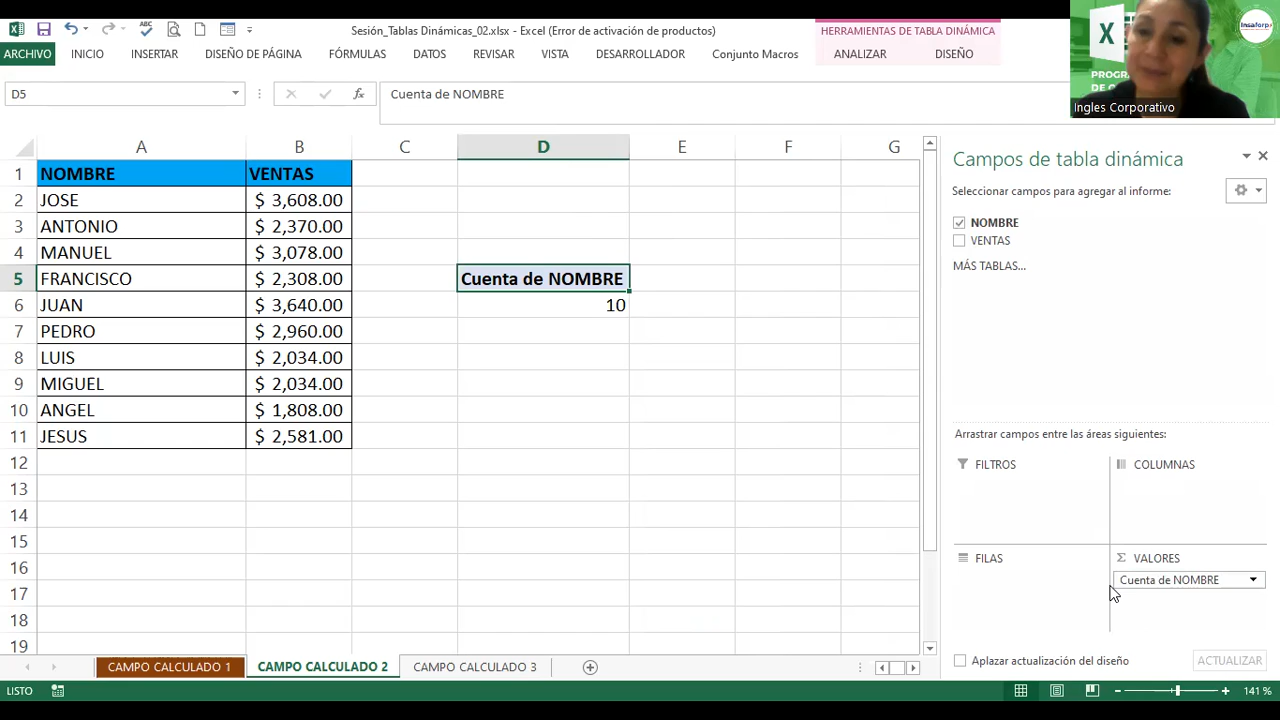 Sesión_Tablas Dinámicas_02.xlsx - Excel (Error de activación de productos)
HERRAMIENTAS DE TABLA DINÁMICA
ARCHIVO INICIO INSERTAR DISEÑO DE PÁGINA FÓRMULAS DATOS REVISAR VISTA DESARROLLADOR Conjunto Macros ANALIZAR DISEÑO
Insaforp
X
PROGRA
DE C
Ingles Corporativo
D5 fx Cuenta de NOMBRE
A B C D E F G
1 NOMBRE VENTAS
2 JOSE $ 3,608.00
3 ANTONIO $ 2,370.00
4 MANUEL $ 3,078.00
5 FRANCISCO $ 2,308.00 Cuenta de NOMBRE
6 JUAN $ 3,640.00 10
7 PEDRO $ 2,960.00
8 LUIS $ 2,034.00
9 MIGUEL $ 2,034.00
10 ANGEL $ 1,808.00
11 JESUS $ 2,581.00
12
13
14
15
16
17
18
19
Campos de tabla dinámica
Seleccionar campos para agregar al informe:
NOMBRE
VENTAS
MÁS TABLAS...
Arrastrar campos entre las áreas siguientes:
FILTROS COLUMNAS
FILAS Σ VALORES
Cuenta de NOMBRE
Aplazar actualización del diseño ACTUALIZAR
CAMPO CALCULADO 1 CAMPO CALCULADO 2 CAMPO CALCULADO 3
LISTO 141 %